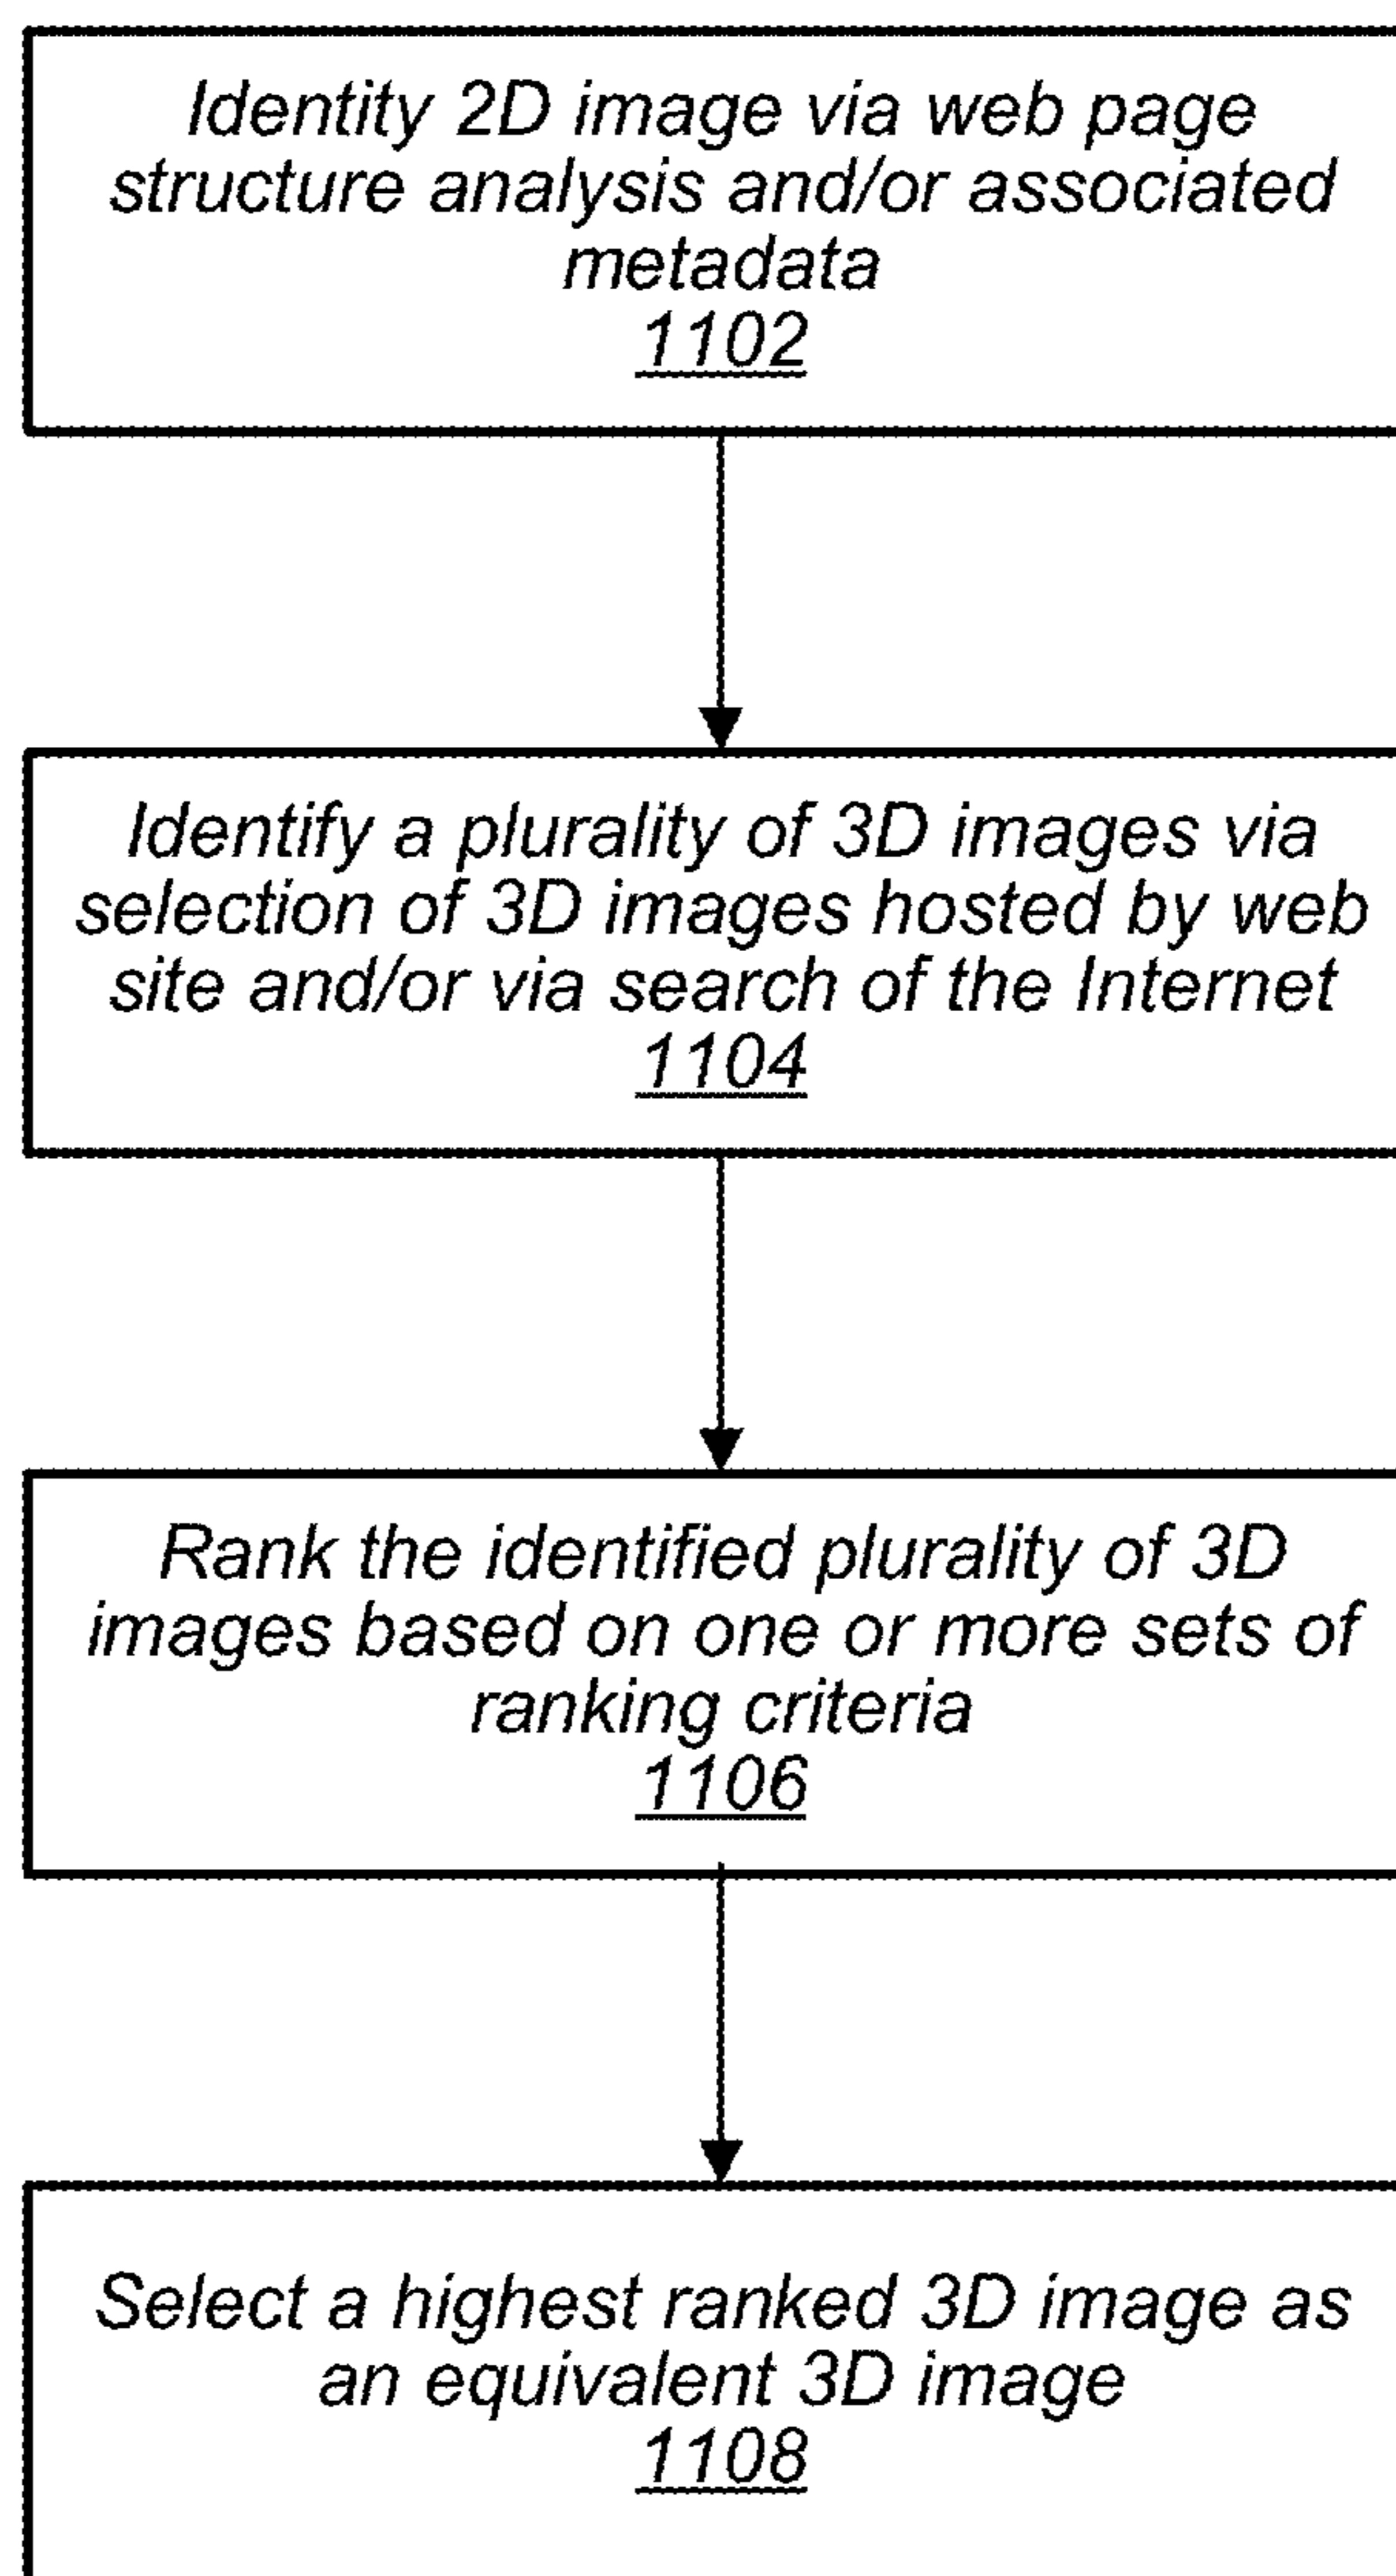 Identity 2D image via web page
structure analysis and/or associated
metadata
1102
Identify a plurality of 3D images via
selection of 3D images hosted by web
site and/or via search of the Internet
1104
Rank the identified plurality of 3D
images based on one or more sets of
ranking criteria
1106
Select a highest ranked 3D image as
an equivalent 3D image
1108